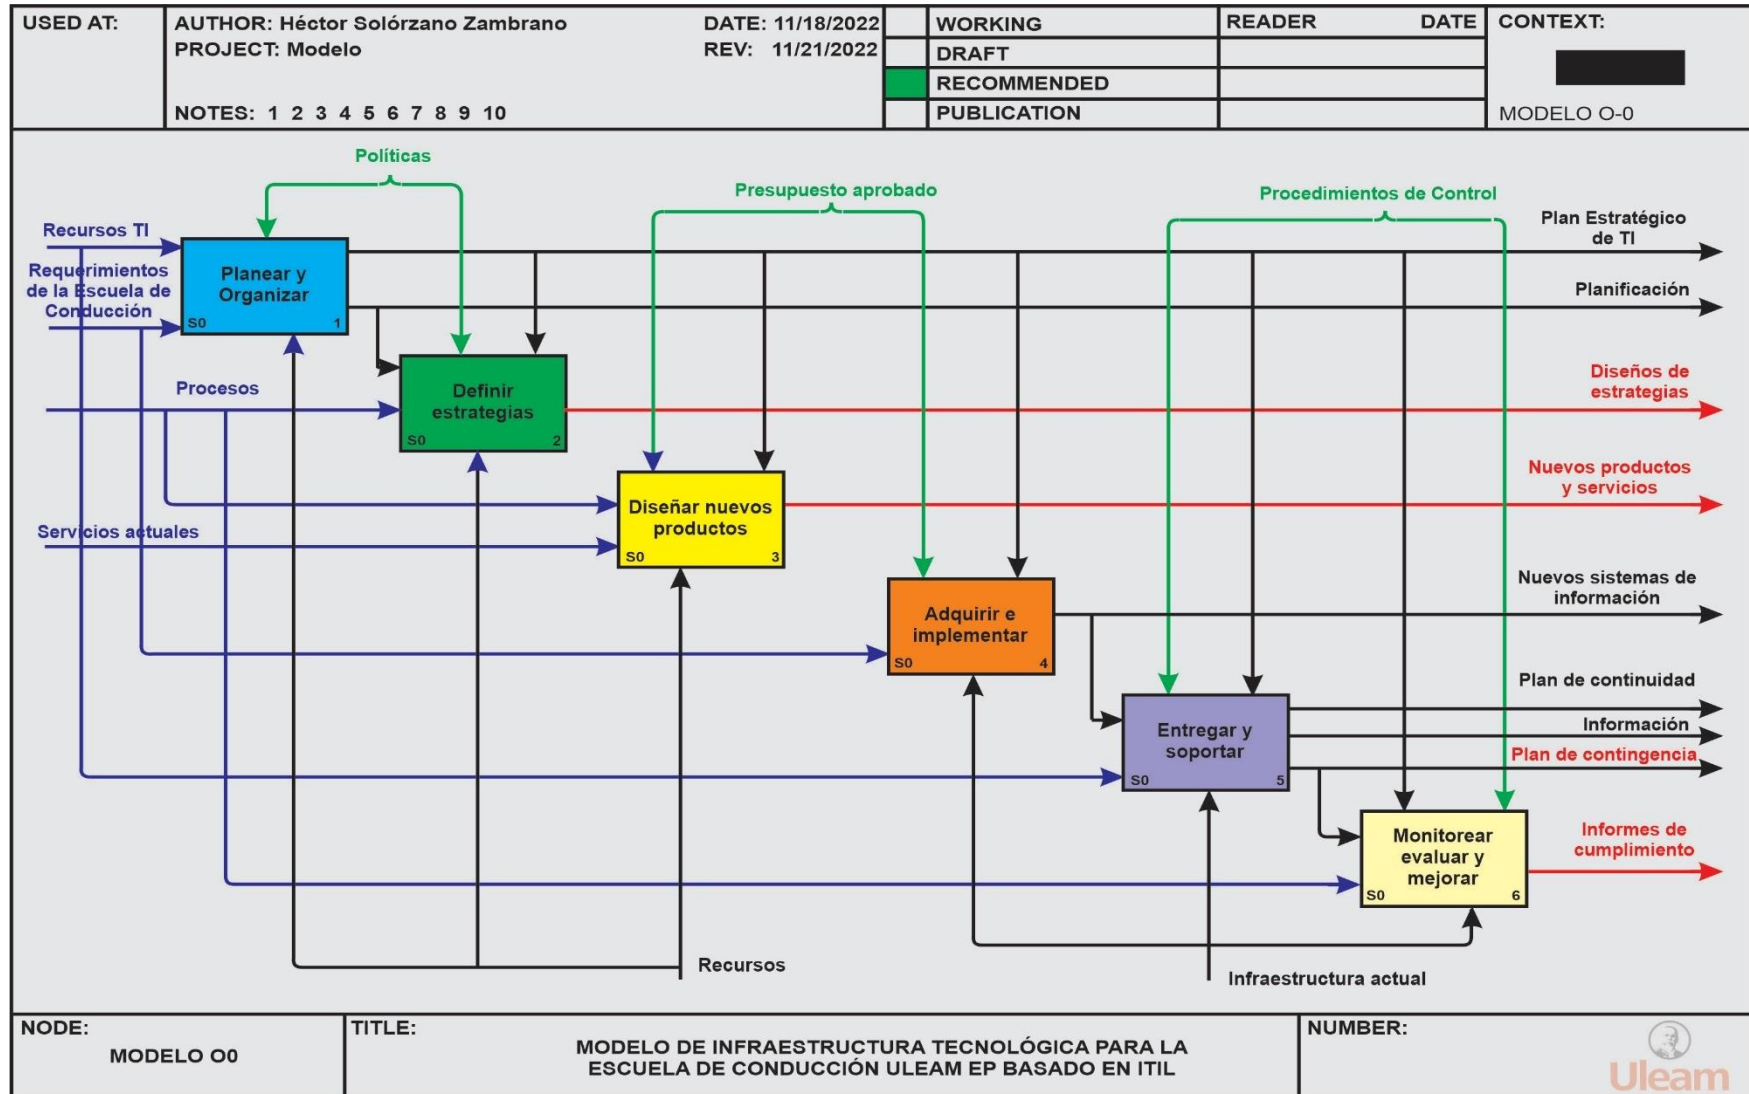 USED AT:
AUTHOR: Héctor Solórzano Zambrano
DATE: 11/18/2022
PROJECT: Modelo
REV: 11/21/2022
NOTES: 1 2 3 4 5 6 7 8 9 10
WORKING
DRAFT
RECOMMENDED
PUBLICATION
READER
DATE
CONTEXT:
MODELO O-0
Políticas
Presupuesto aprobado
Procedimientos de Control
Recursos TI
Requerimientos
de la Escuela de
Conducción
Planear y
Organizar
S0 1
Plan Estratégico
de TI
Planificación
Procesos
Definir
estrategias
S0 2
Diseños de
estrategias
Servicios actuales
Diseñar nuevos
productos
S0 3
Nuevos productos
y servicios
Adquirir e
implementar
S0 4
Nuevos sistemas de
información
Entregar y
soportar
S0 5
Plan de continuidad
Información
Plan de contingencia
Monitorear
evaluar y
mejorar
S0 6
Informes de
cumplimiento
Recursos
Infraestructura actual
NODE:
MODELO O0
TITLE:
MODELO DE INFRAESTRUCTURA TECNOLÓGICA PARA LA
ESCUELA DE CONDUCCIÓN ULEAM EP BASADO EN ITIL
NUMBER:
Uleam